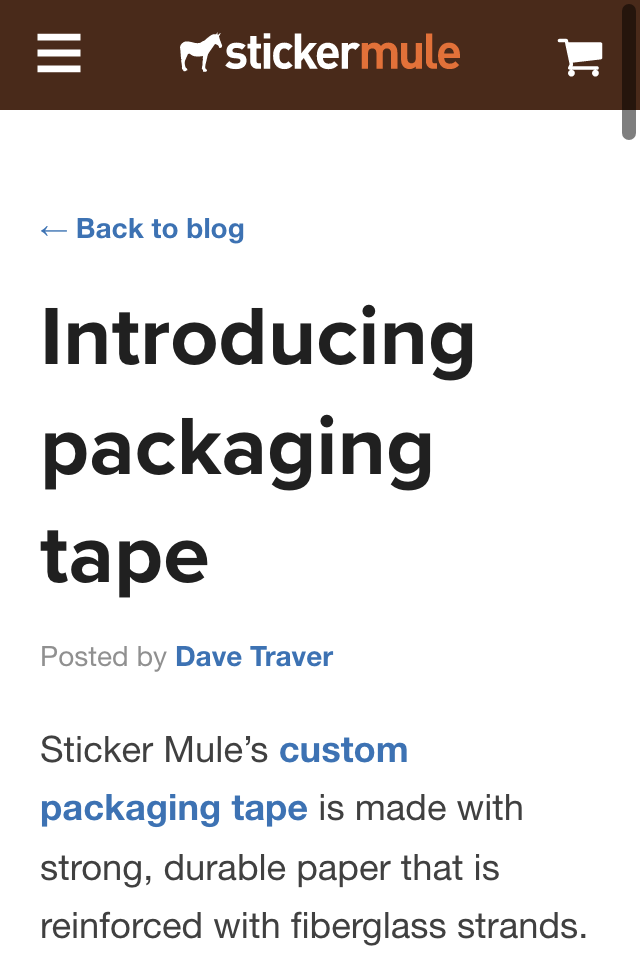 stickermule
← Back to blog
Introducing
packaging
tape
Posted by Dave Traver
Sticker Mule’s custom
packaging tape is made with
strong, durable paper that is
reinforced with fiberglass strands.